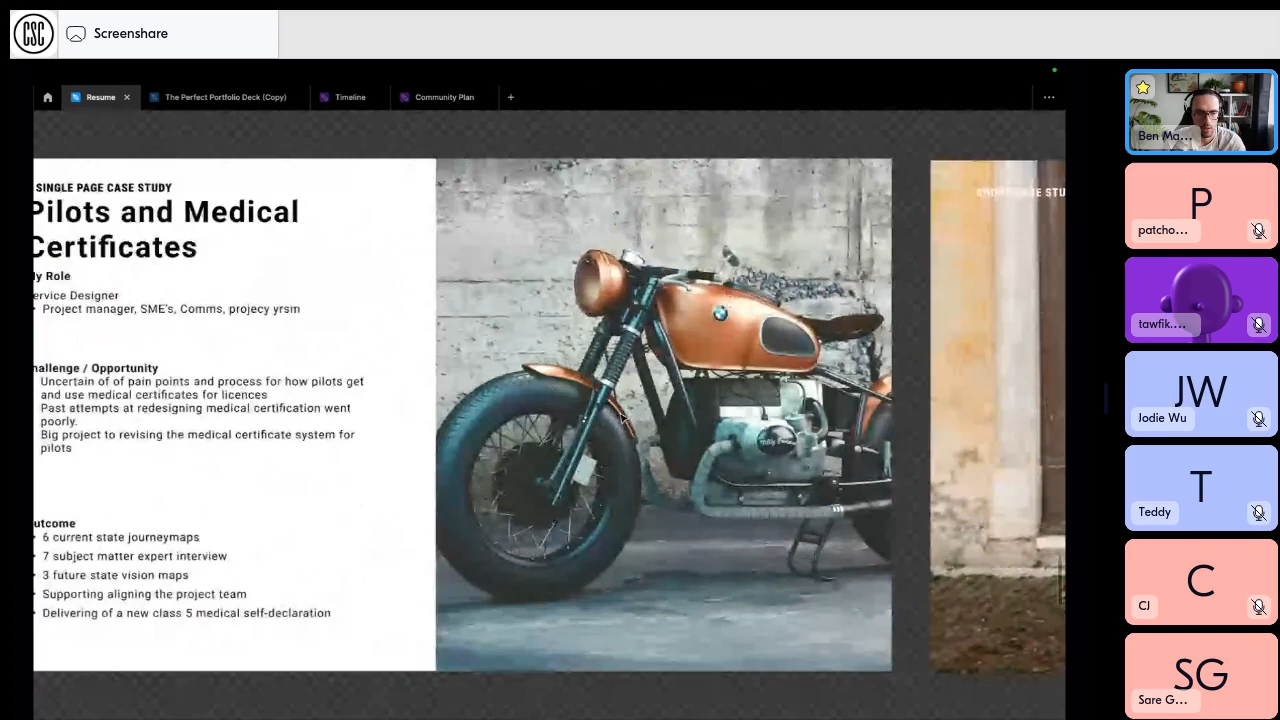 CSC
Screenshare
Resume
The Perfect Portfolio Deck (Copy)
Timeline
Community Plan
SINGLE PAGE CASE STUDY
Pilots and Medical
Certificates
ly Role
ervice Designer
Project manager, SME's, Comms, projecy yrsm
hallenge / Opportunity
Uncertain of of pain points and process for how pilots get
and use medical certificates for licences
Past attempts at redesigning medical certification went
poorly.
Big project to revising the medical certificate system for
pilots
utcome
6 current state journeymaps
7 subject matter expert interview
3 future state vision maps
Supporting aligning the project team
Delivering of a new class 5 medical self-declaration
Ben Ma...
P
patcho...
tawfik....
JW
Jodie Wu
T
Teddy
C
CJ
SG
Sare G...